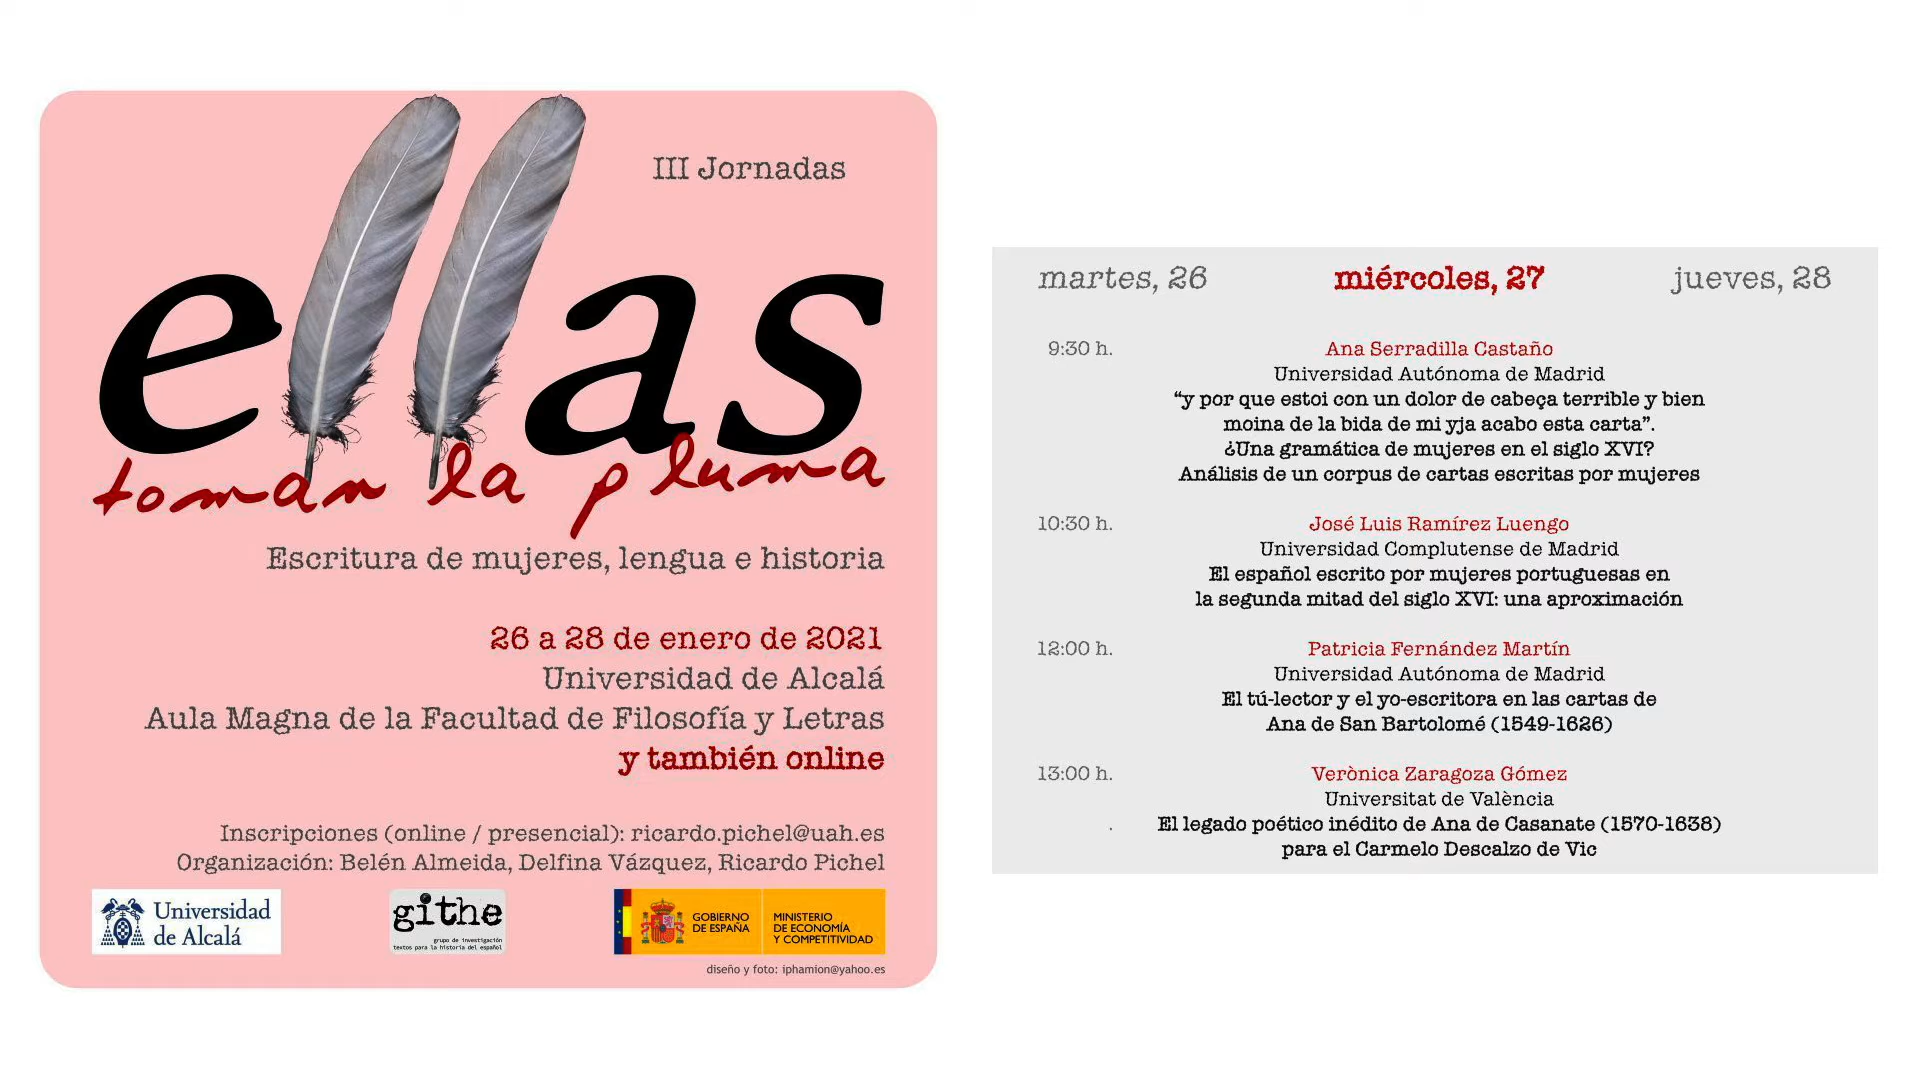 III Jornadas
ellas
toman la pluma
Escritura de mujeres, lengua e historia
26 a 28 de enero de 2021
Universidad de Alcalá
Aula Magna de la Facultad de Filosofía y Letras
y también online
Inscripciones (online / presencial): ricardo.pichel@uah.es
Organización: Belén Almeida, Delfina Vázquez, Ricardo Pichel
Universidad
de Alcalá
githe
grupo de investigación
textos para la historia del español
GOBIERNO
DE ESPAÑA
MINISTERIO
DE ECONOMÍA
Y COMPETITIVIDAD
diseño y foto: iphamion@yahoo.es
martes, 26 miércoles, 27 jueves, 28
9:30 h. Ana Serradilla Castaño
Universidad Autónoma de Madrid
“y por que estoi con un dolor de cabeça terrible y bien
moina de la bida de mi yja acabo esta carta”.
¿Una gramática de mujeres en el siglo XVI?
Análisis de un corpus de cartas escritas por mujeres
10:30 h. José Luis Ramírez Luengo
Universidad Complutense de Madrid
El español escrito por mujeres portuguesas en
la segunda mitad del siglo XVI: una aproximación
12:00 h. Patricia Fernández Martín
Universidad Autónoma de Madrid
El tú-lector y el yo-escritora en las cartas de
Ana de San Bartolomé (1549-1626)
13:00 h. Verònica Zaragoza Gómez
Universitat de València
. El legado poético inédito de Ana de Casanate (1570-1638)
para el Carmelo Descalzo de Vic